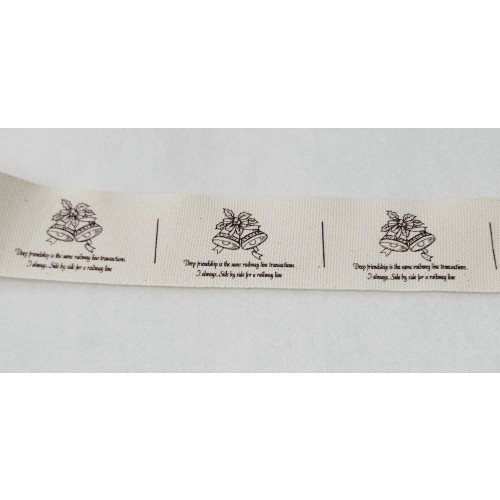 Deep friendship is the same railway line transactions.
I always...Side by side for a railway line
Deep friendship is the same railway line transactions.
I always...Side by side for a railway line
Deep friendship is the same railway line transactions.
I always...Side by side for a railway line